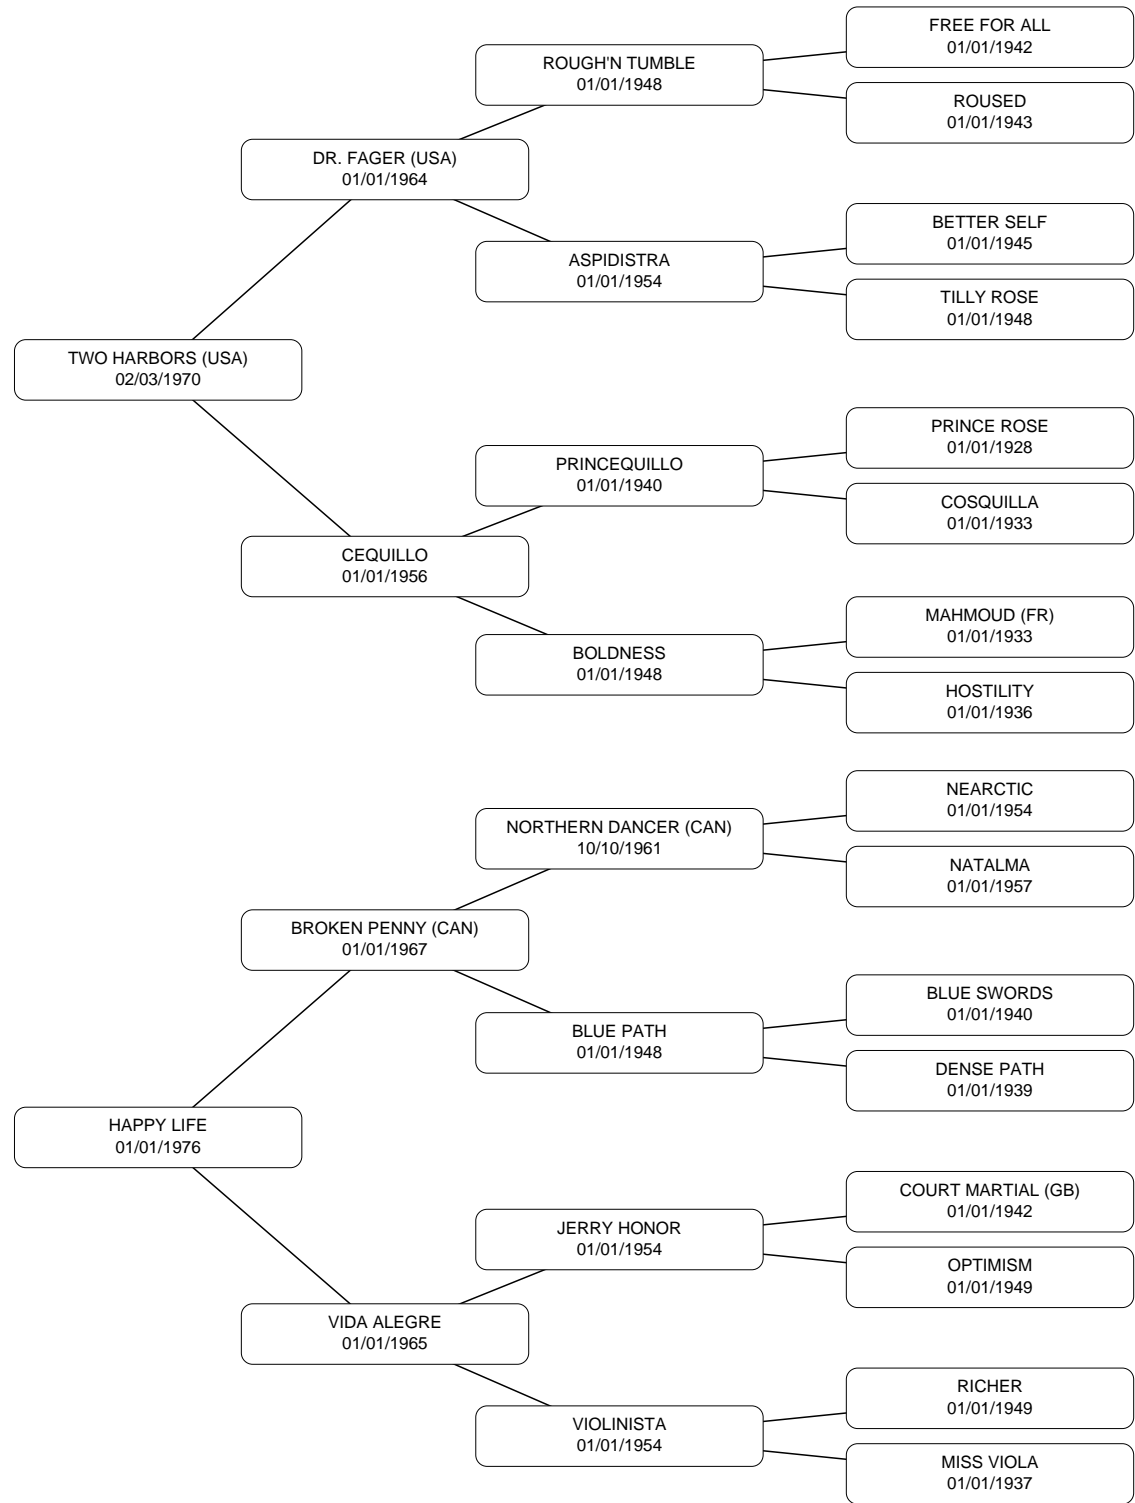 FREE FOR ALL
01/01/1942
ROUGH'N TUMBLE
01/01/1948
ROUSED
01/01/1943
DR. FAGER (USA)
01/01/1964
BETTER SELF
01/01/1945
ASPIDISTRA
01/01/1954
TILLY ROSE
01/01/1948
TWO HARBORS (USA)
02/03/1970
PRINCE ROSE
01/01/1928
PRINCEQUILLO
01/01/1940
COSQUILLA
01/01/1933
CEQUILLO
01/01/1956
MAHMOUD (FR)
01/01/1933
BOLDNESS
01/01/1948
HOSTILITY
01/01/1936
NEARCTIC
01/01/1954
NORTHERN DANCER (CAN)
10/10/1961
NATALMA
01/01/1957
BROKEN PENNY (CAN)
01/01/1967
BLUE SWORDS
01/01/1940
BLUE PATH
01/01/1948
DENSE PATH
01/01/1939
HAPPY LIFE
01/01/1976
COURT MARTIAL (GB)
01/01/1942
JERRY HONOR
01/01/1954
OPTIMISM
01/01/1949
VIDA ALEGRE
01/01/1965
RICHER
01/01/1949
VIOLINISTA
01/01/1954
MISS VIOLA
01/01/1937